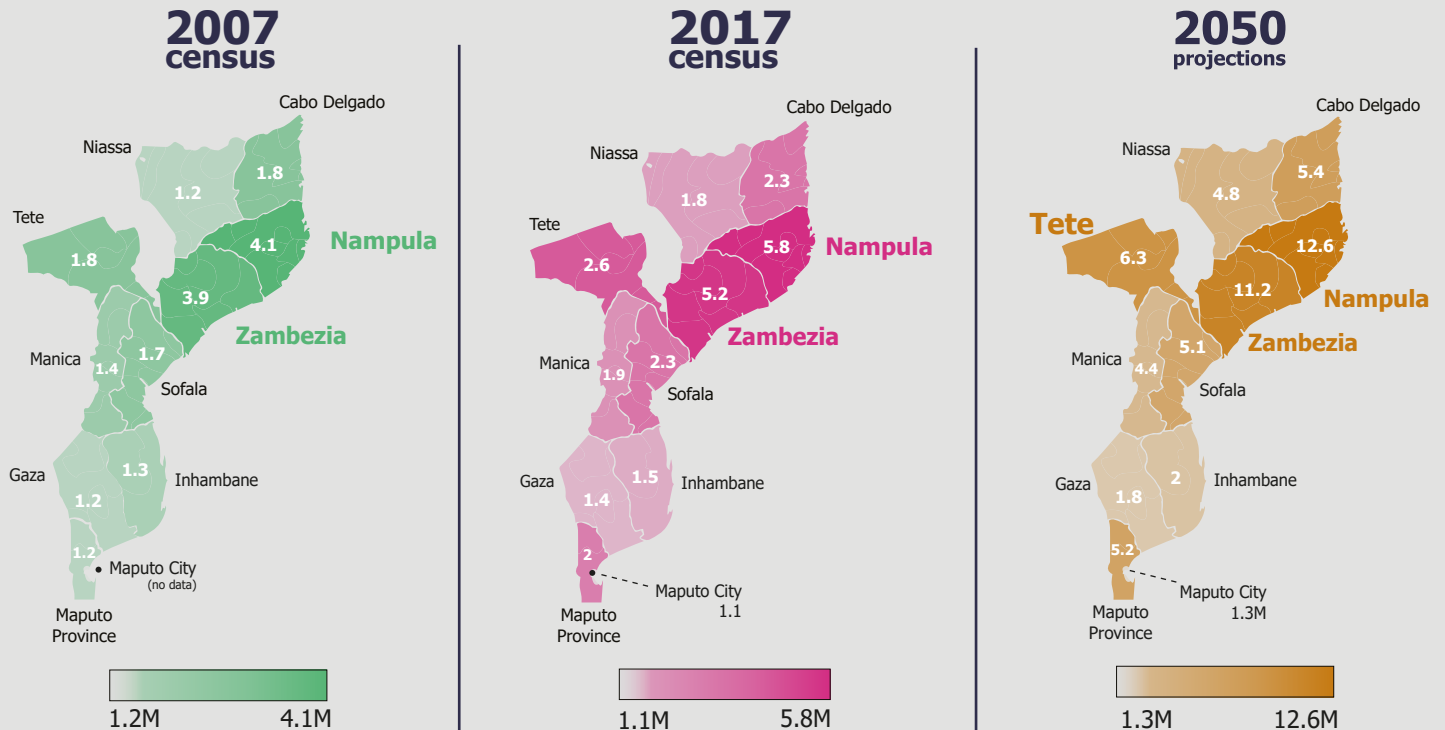 2007
census
Cabo Delgado
Niassa
1.8
1.2
Tete
Nampula
4.1
1.8
3.9
Zambezia
1.7
Manica
1.4
Sofala
1.3
Gaza
Inhambane
1.2
1.2
Maputo City
(no data)
Maputo
Province
1.2M 4.1M
2017
census
Cabo Delgado
Niassa
2.3
1.8
Tete
5.8
Nampula
2.6
5.2
Zambezia
2.3
Manica
1.9
Sofala
1.5
Gaza
Inhambane
1.4
2
Maputo City
1.1
Maputo
Province
1.1M 5.8M
2050
projections
Cabo Delgado
Niassa
5.4
4.8
Tete
12.6
6.3
11.2
Nampula
Zambezia
5.1
Manica
4.4
Sofala
2
Gaza
Inhambane
1.8
5.2
Maputo City
1.3M
Maputo
Province
1.3M 12.6M